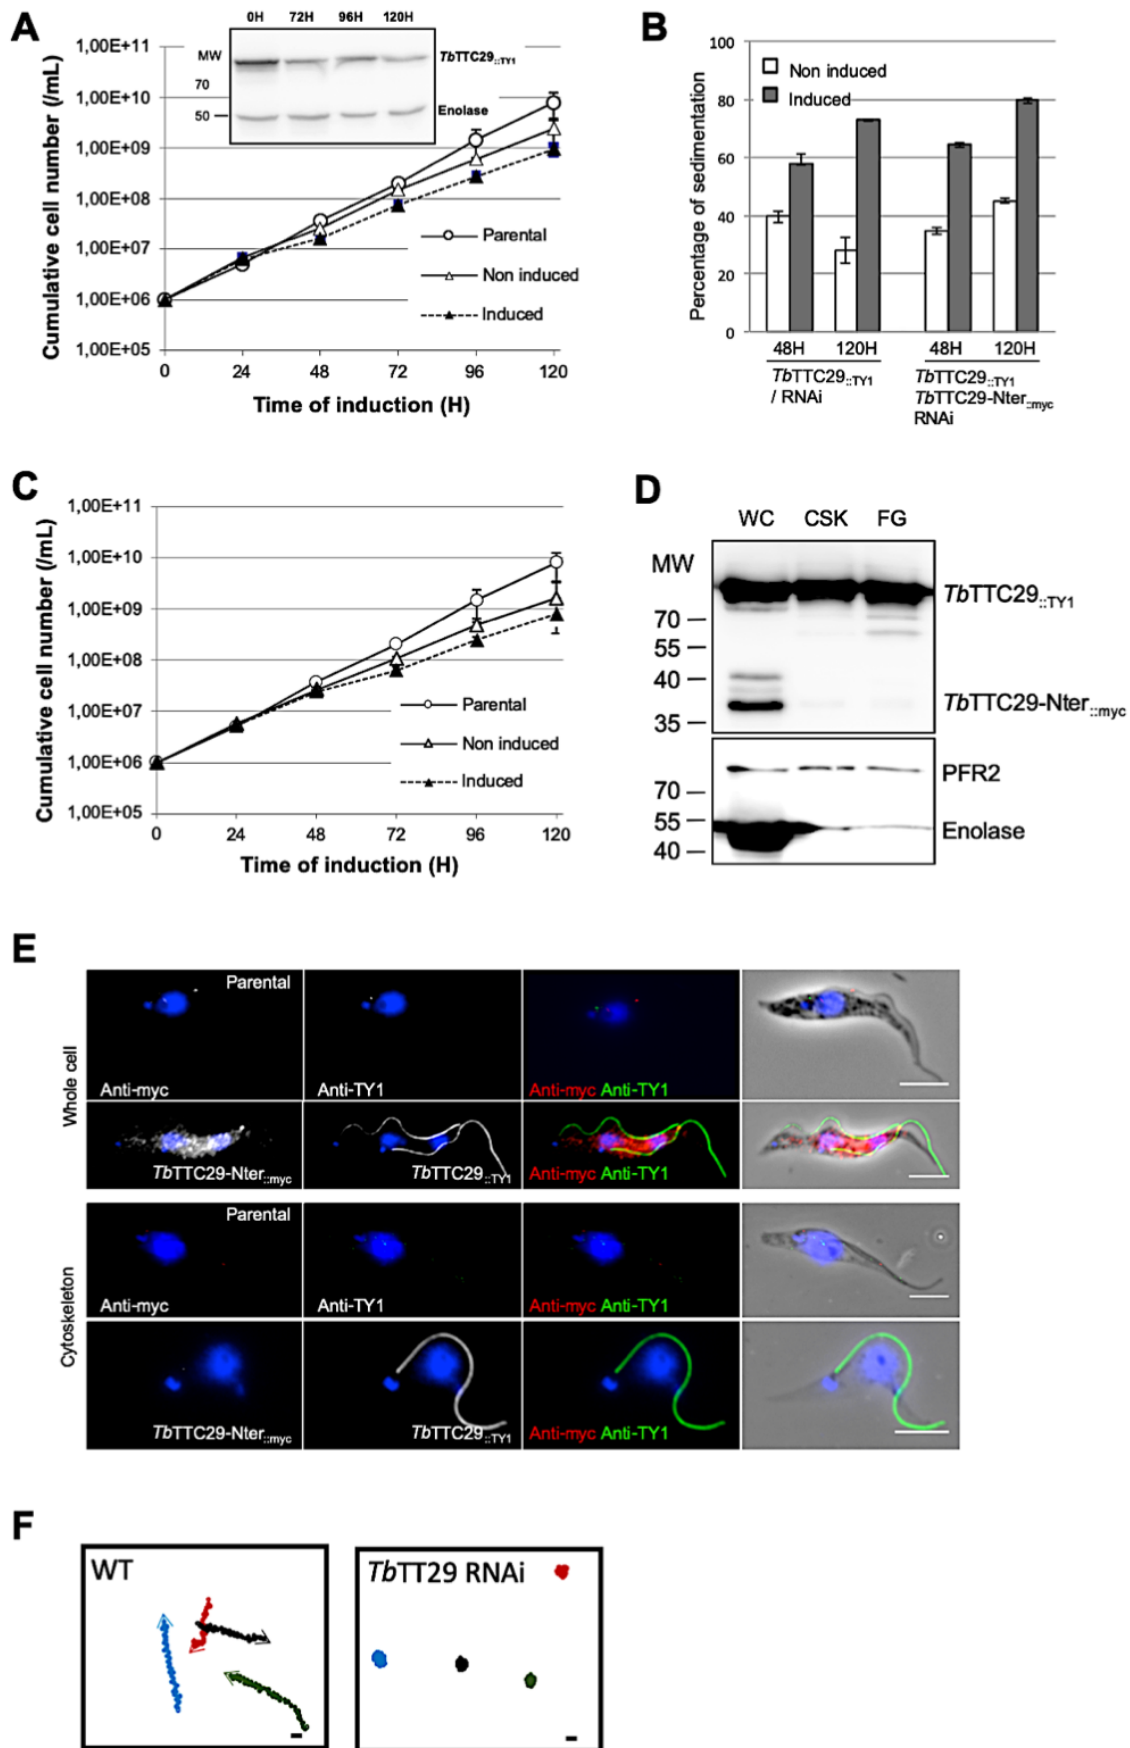 A
0H 72H 96H 120H
MW
70
50
TbTTC29::TY1
Enolase
1,00E+11
1,00E+10
1,00E+09
1,00E+08
1,00E+07
1,00E+06
1,00E+05
Cumulative cell number (/mL)
Parental
Non induced
Induced
0 24 48 72 96 120
Time of induction (H)
B
100
80
60
40
20
0
Percentage of sedimentation
Non induced
Induced
48H 120H 48H 120H
TbTTC29::TY1
/ RNAi
TbTTC29::TY1
TbTTC29-Nter::myc
RNAi
C
1,00E+11
1,00E+10
1,00E+09
1,00E+08
1,00E+07
1,00E+06
1,00E+05
Cumulative cell number (/mL)
Parental
Non induced
Induced
0 24 48 72 96 120
Time of induction (H)
D
WC CSK FG
MW
70
55
40
35
TbTTC29::TY1
TbTTC29-Nter::myc
70
55
40
PFR2
Enolase
E
Whole cell
Parental
Anti-myc Anti-TY1 Anti-myc Anti-TY1
TbTTC29-Nter::myc TbTTC29::TY1 Anti-myc Anti-TY1
Cytoskeleton
Parental
Anti-myc Anti-TY1 Anti-myc Anti-TY1
TbTTC29-Nter::myc TbTTC29::TY1 Anti-myc Anti-TY1
F
WT
TbTT29 RNAi